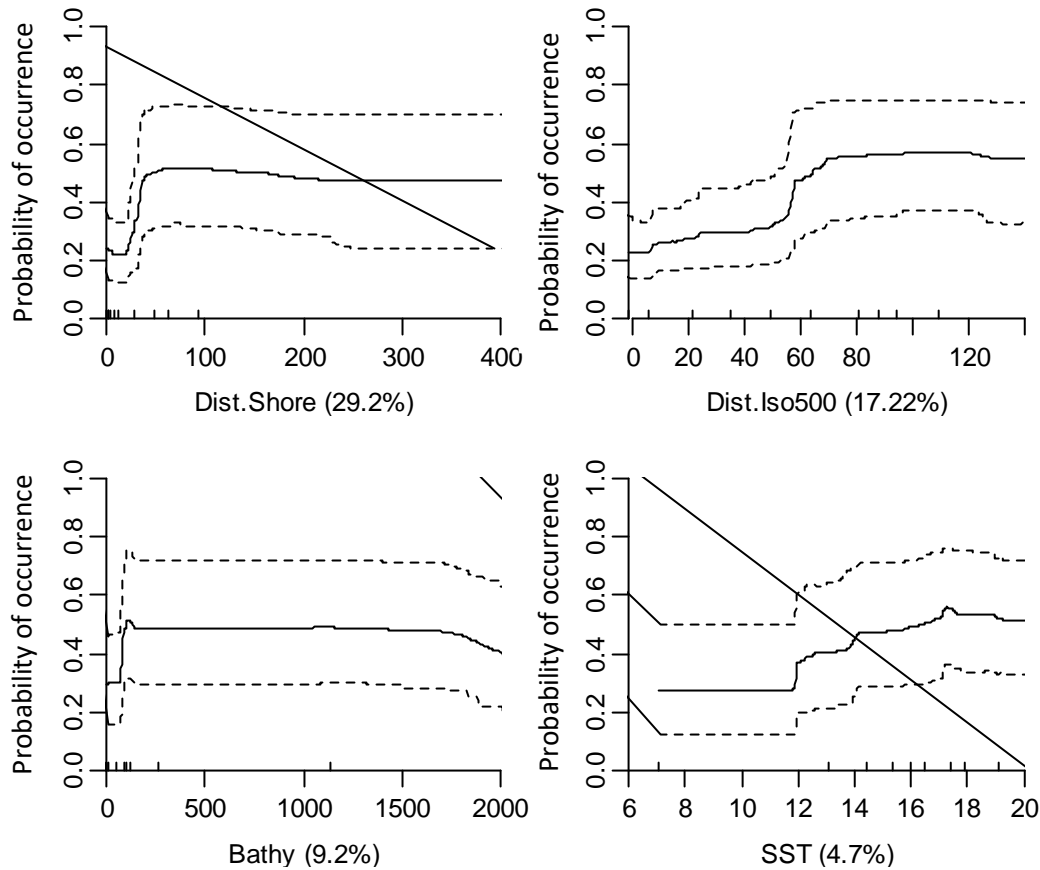 Probability of occurrence
0.0 0.2 0.4 0.6 0.8 1.0
0 100 200 300 400
Dist.Shore (29.2%)
Probability of occurrence
0.0 0.2 0.4 0.6 0.8 1.0
0 20 40 60 80 120
Dist.Iso500 (17.22%)
Probability of occurrence
0.0 0.2 0.4 0.6 0.8 1.0
0 500 1000 1500 2000
Bathy (9.2%)
Probability of occurrence
0.0 0.2 0.4 0.6 0.8 1.0
6 8 10 12 14 16 18 20
SST (4.7%)